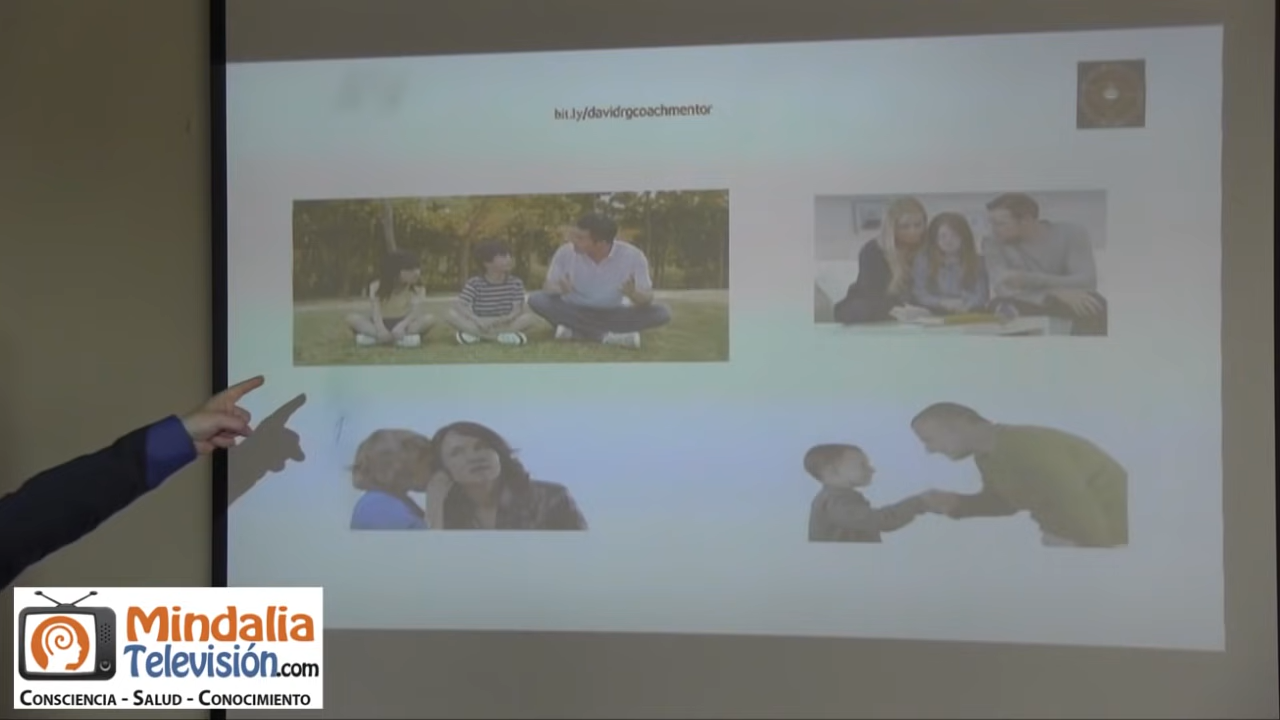 bit.ly/davidrgcoachmentor
Mindalia
Televisión.com
CONSCIENCIA - SALUD - CONOCIMIENTO